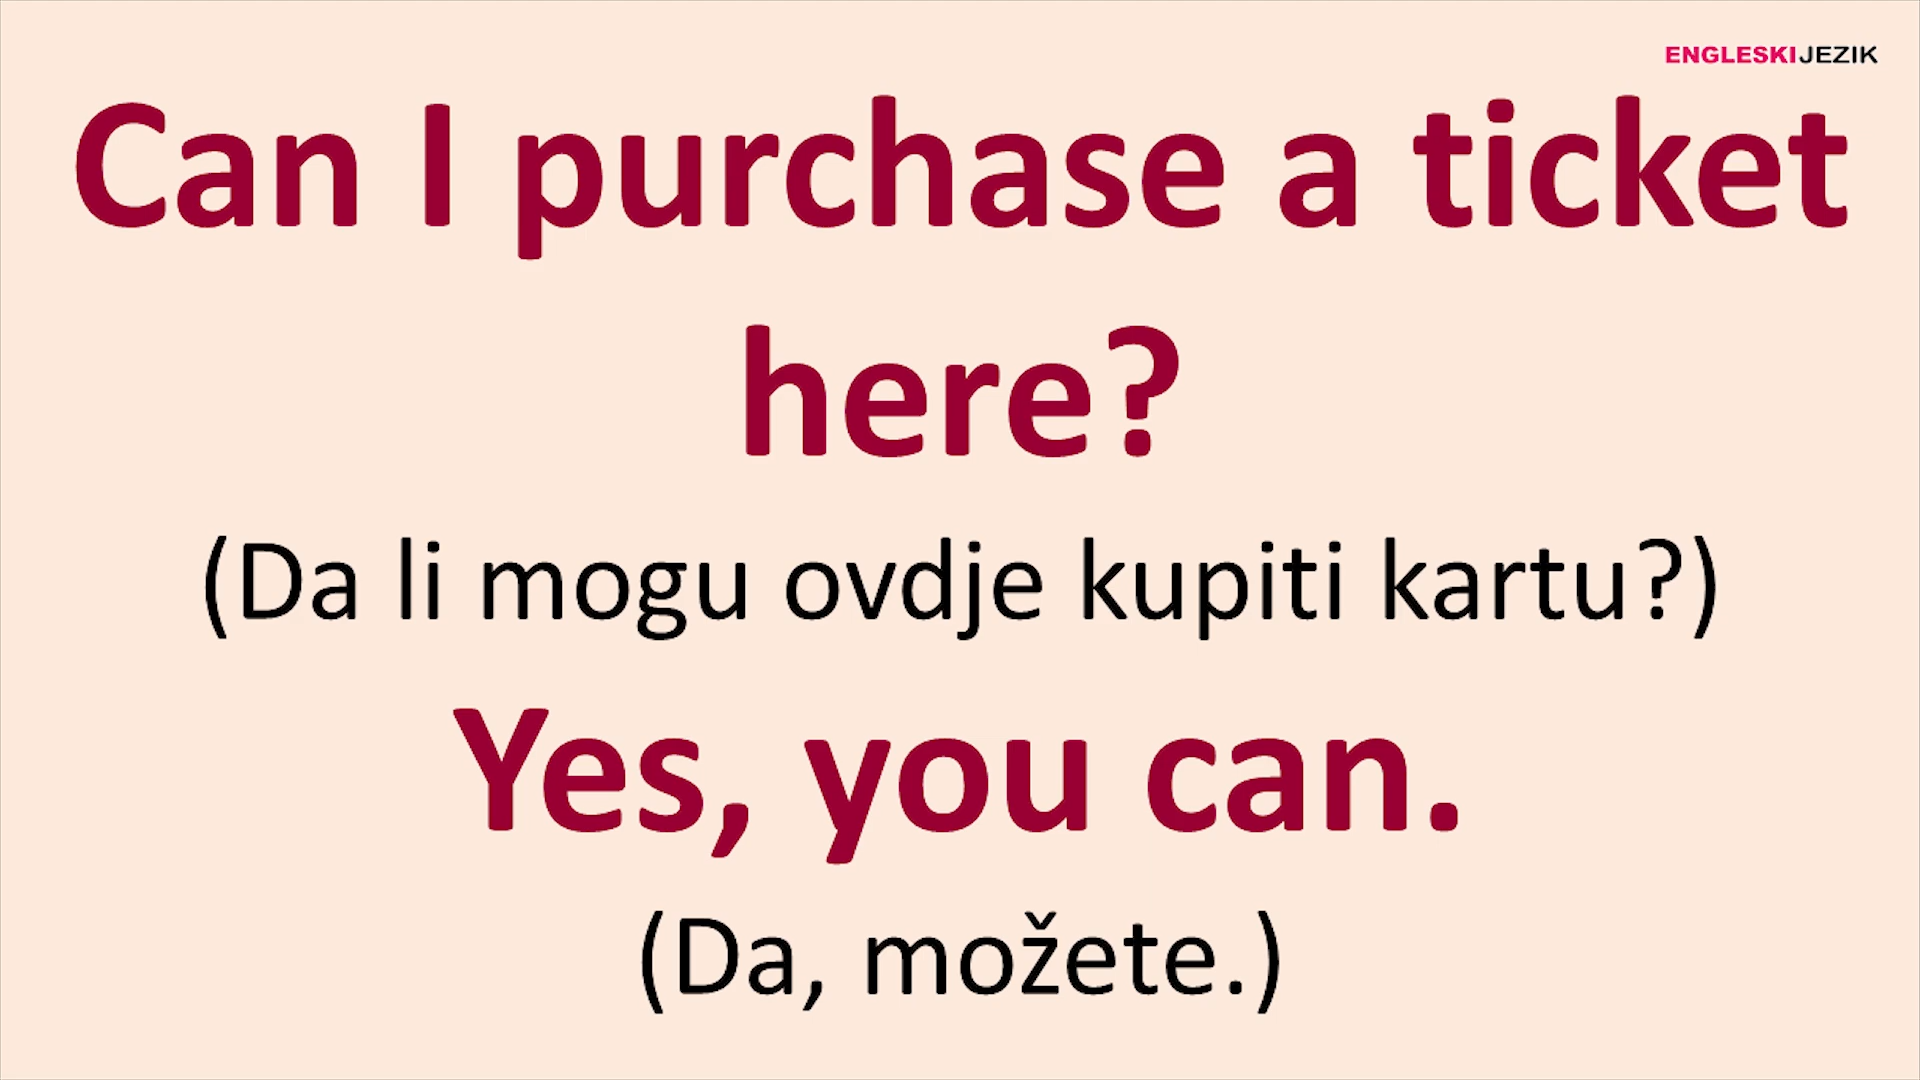 ENGLESKIJEZIK
Can I purchase a ticket
here?
(Da li mogu ovdje kupiti kartu?)
Yes, you can.
(Da, možete.)